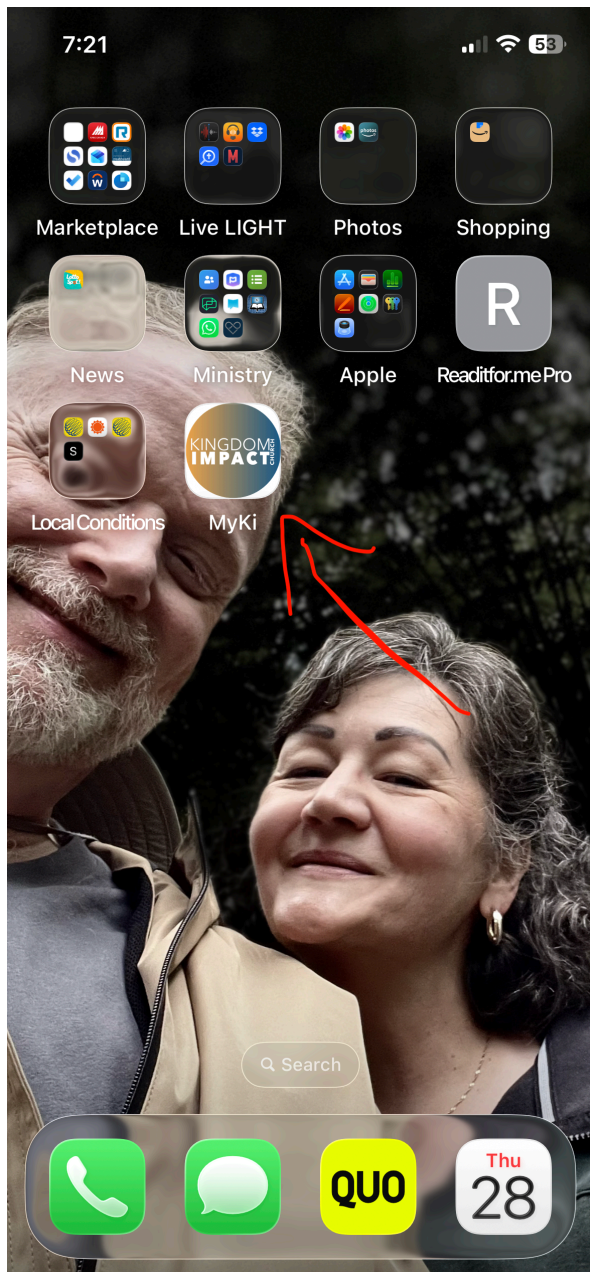 7:21
53
Marketplace
Live LIGHT
Photos
Shopping
News
Ministry
Apple
R
Readitfor.me Pro
KINGDOM
IMPACT
CHURCH
Local Conditions
MyKi
Search
QUO
Thu
28